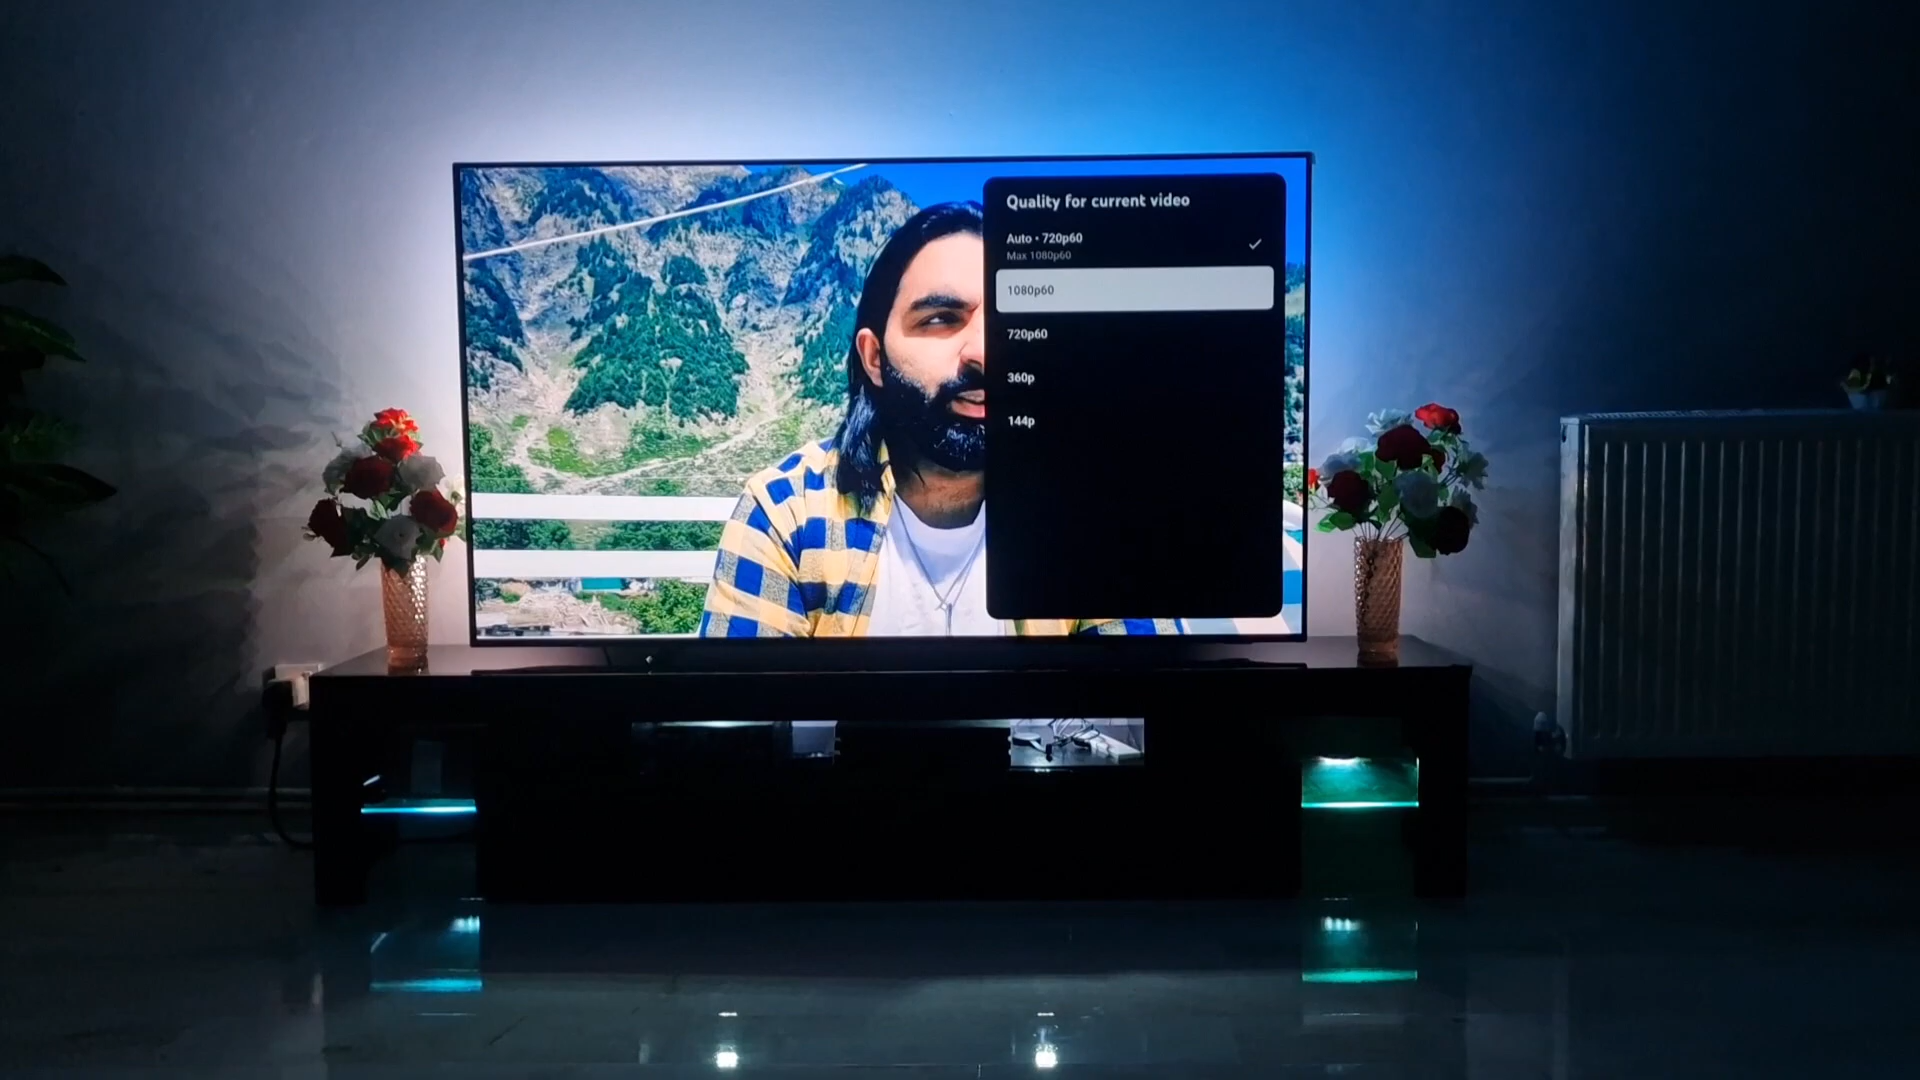 Quality for current video
Auto • 720p60
Max 1080p60
1080p60
720p60
360p
144p